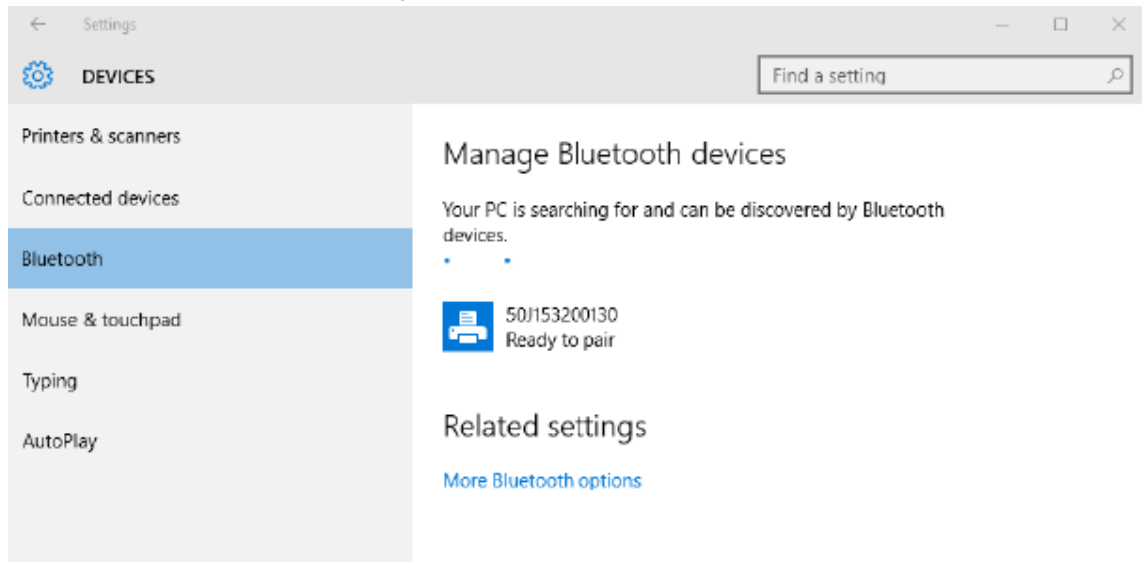 Settings
DEVICES
Find a setting
Printers & scanners
Connected devices
Bluetooth
Mouse & touchpad
Typing
AutoPlay
Manage Bluetooth devices
Your PC is searching for and can be discovered by Bluetooth
devices.
50J153200130
Ready to pair
Related settings
More Bluetooth options